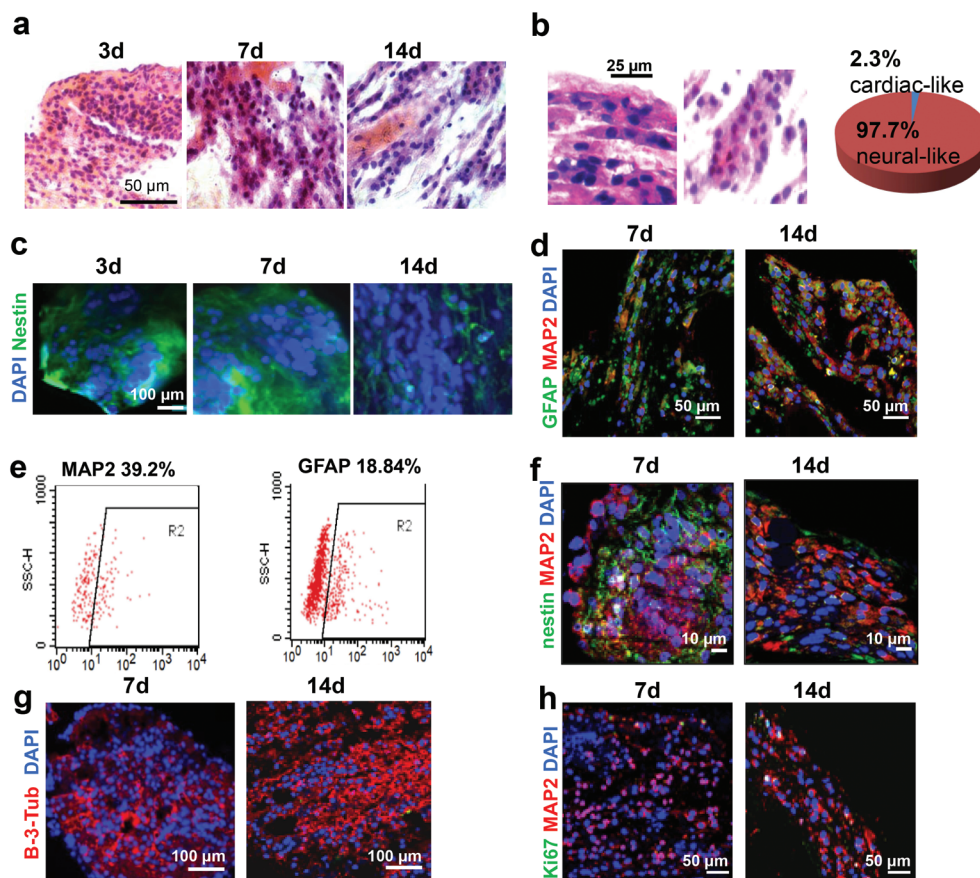 a
3d 7d 14d
50 µm
b
25 µm
2.3%
cardiac-like
97.7%
neural-like
c
3d 7d 14d
DAPI Nestin
100 µm
d
7d 14d
GFAP MAP2 DAPI
50 µm 50 µm
e
MAP2 39.2% GFAP 18.84%
1000 1000
R2 R2
SSC-H SSC-H
0 0
10⁰ 10¹ 10² 10³ 10⁴ 10⁰ 10¹ 10² 10³ 10⁴
f
7d 14d
nestin MAP2 DAPI
10 µm 10 µm
g
7d 14d
B-3-Tub DAPI
100 µm 100 µm
h
7d 14d
Ki67 MAP2 DAPI
50 µm 50 µm